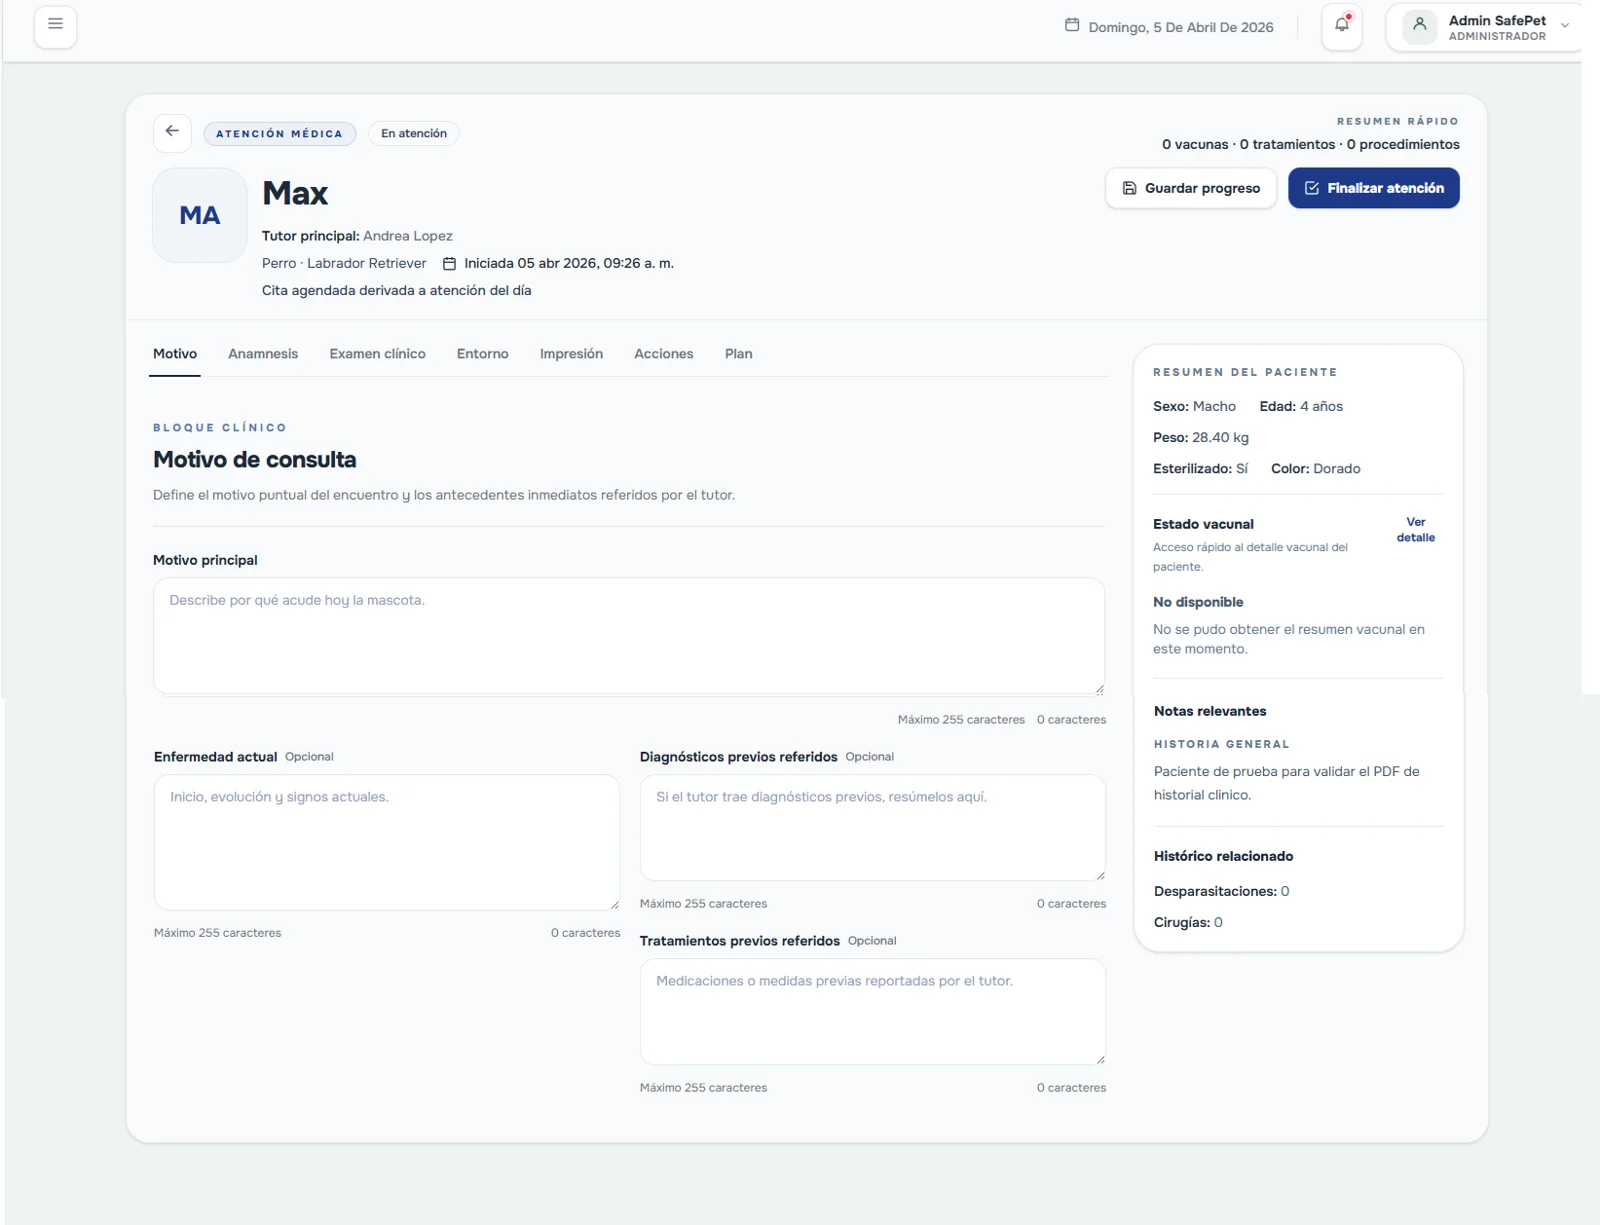 Domingo, 5 De Abril De 2026
Admin SafePet
ADMINISTRADOR
ATENCIÓN MÉDICA
En atención
RESUMEN RÁPIDO
0 vacunas · 0 tratamientos · 0 procedimientos
Guardar progreso
Finalizar atención
MA
Max
Tutor principal: Andrea Lopez
Perro · Labrador Retriever
Iniciada 05 abr 2026, 09:26 a. m.
Cita agendada derivada a atención del día
Motivo
Anamnesis
Examen clínico
Entorno
Impresión
Acciones
Plan
BLOQUE CLÍNICO
Motivo de consulta
Define el motivo puntual del encuentro y los antecedentes inmediatos referidos por el tutor.
Motivo principal
Describe por qué acude hoy la mascota.
Máximo 255 caracteres
0 caracteres
Enfermedad actual Opcional
Inicio, evolución y signos actuales.
Máximo 255 caracteres
0 caracteres
Diagnósticos previos referidos Opcional
Si el tutor trae diagnósticos previos, resúmelos aquí.
Máximo 255 caracteres
0 caracteres
Tratamientos previos referidos Opcional
Medicaciones o medidas previas reportadas por el tutor.
Máximo 255 caracteres
0 caracteres
RESUMEN DEL PACIENTE
Sexo: Macho
Edad: 4 años
Peso: 28.40 kg
Esterilizado: Sí
Color: Dorado
Estado vacunal
Ver
detalle
Acceso rápido al detalle vacunal del
paciente.
No disponible
No se pudo obtener el resumen vacunal en
este momento.
Notas relevantes
HISTORIA GENERAL
Paciente de prueba para validar el PDF de
historial clinico.
Histórico relacionado
Desparasitaciones: 0
Cirugías: 0